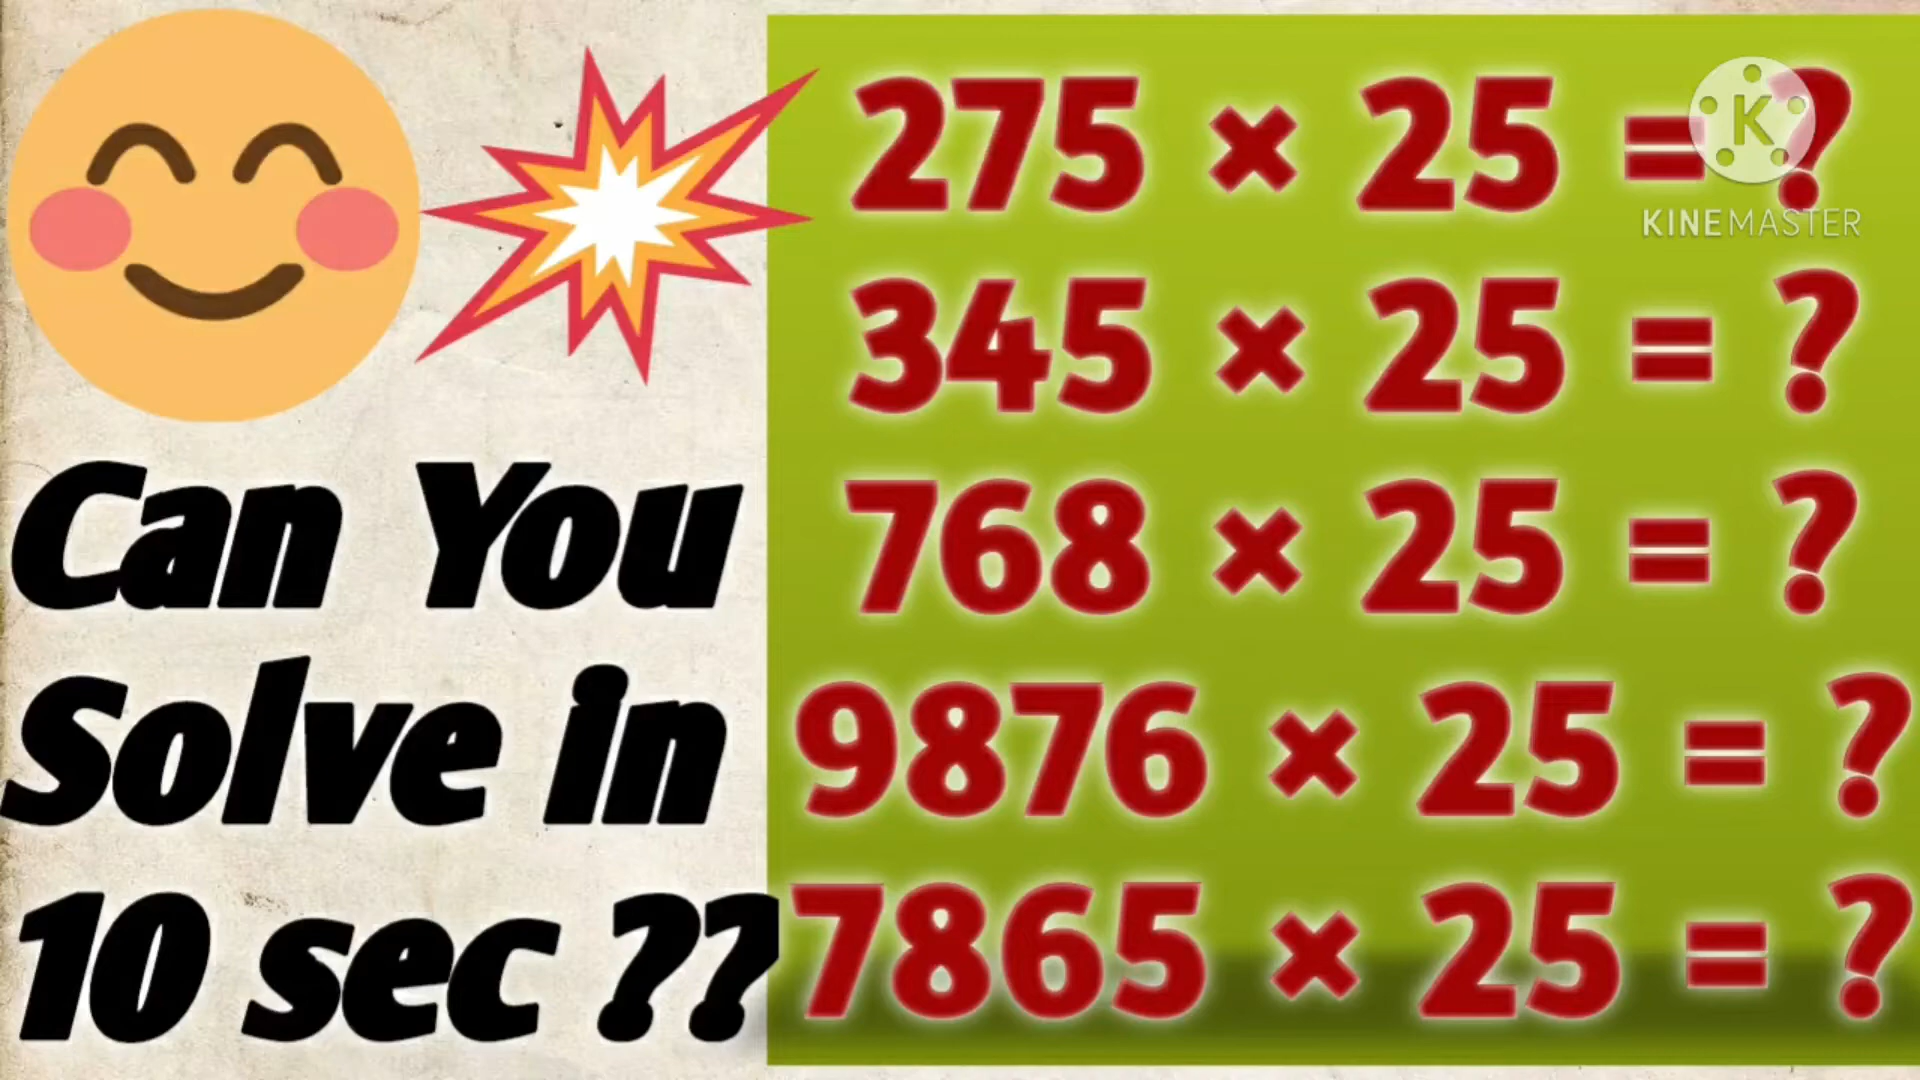 275 × 25 = ?
K
KINEMASTER
345 × 25 = ?
768 × 25 = ?
9876 × 25 = ?
7865 × 25 = ?
Can You
Solve in
10 sec ??